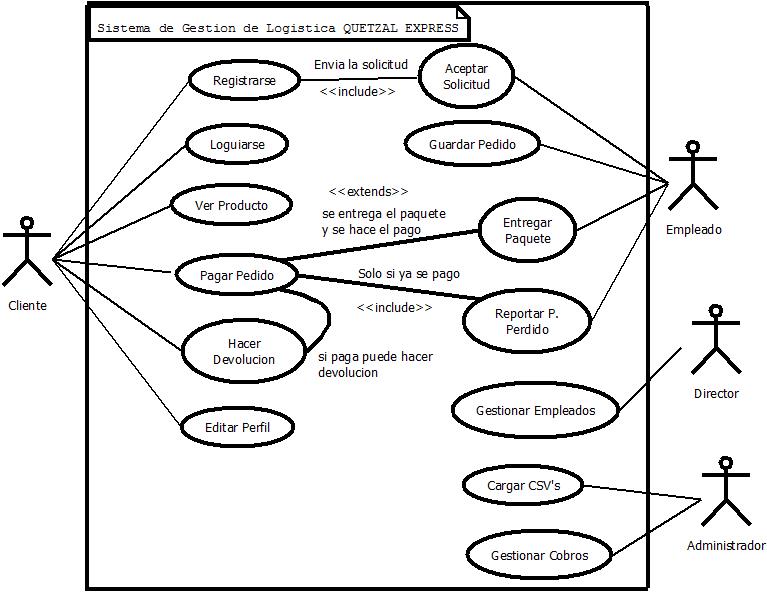 Sistema de Gestion de Logistica QUETZAL EXPRESS
Registrarse
Envia la solicitud
<<include>>
Aceptar
Solicitud
Loguiarse
Guardar Pedido
Ver Producto
<<extends>>
se entrega el paquete
y se hace el pago
Entregar
Paquete
Empleado
Cliente
Pagar Pedido
Solo si ya se pago
<<include>>
Reportar P.
Perdido
Hacer
Devolucion
si paga puede hacer
devolucion
Director
Gestionar Empleados
Editar Perfil
Cargar CSV's
Administrador
Gestionar Cobros